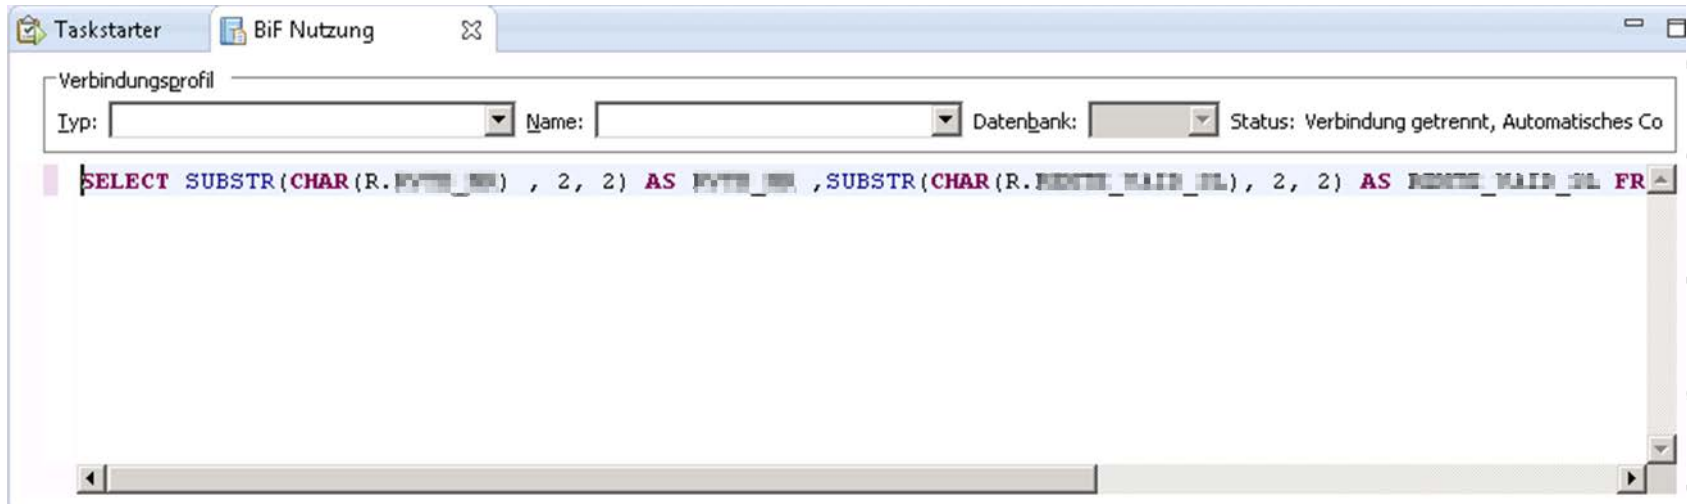 Taskstarter BiF Nutzung
Verbindungsprofil
Typ: Name: Datenbank: Status: Verbindung getrennt, Automatisches Co
SELECT SUBSTR(CHAR(R. ) , 2, 2) AS ,SUBSTR(CHAR(R. ), 2, 2) AS FR